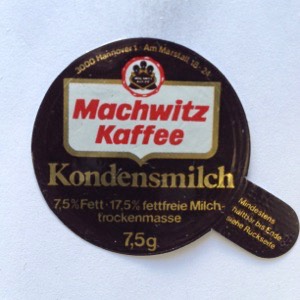 3000 Hannover 1 · Am Marstall 18-24
Machwitz
Kaffee
Kondensmilch
7,5% Fett · 17,5% fettfreie Milch-
trockenmasse
7,5g
Mindestens
haltbar bis Ende
siehe Rückseite